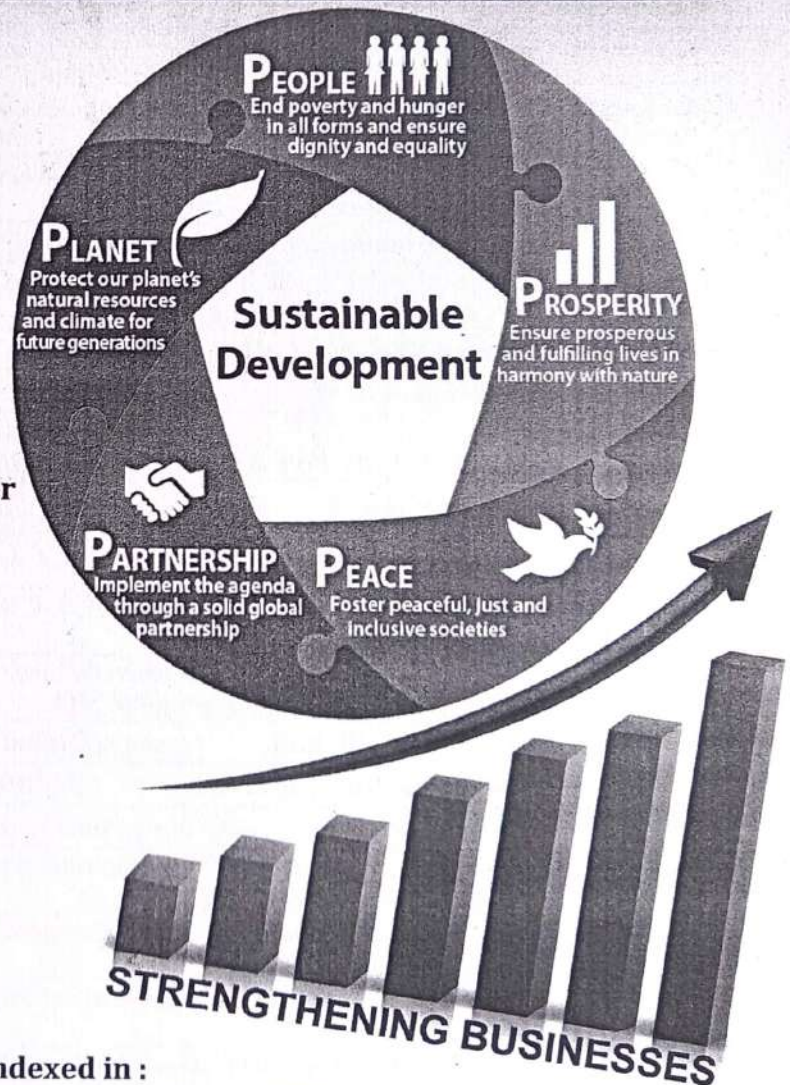 PEOPLE
End poverty and hunger
in all forms and ensure
dignity and equality
PLANET
Protect our planet's
natural resources
and climate for
future generations
Sustainable
Development
PROSPERITY
Ensure prosperous
and fulfilling lives in
harmony with nature
r
PARTNERSHIP
Implement the agenda
through a solid global
partnership
PEACE
Foster peaceful, Just and
inclusive societies
STRENGTHENING BUSINESSES
ndexed in :